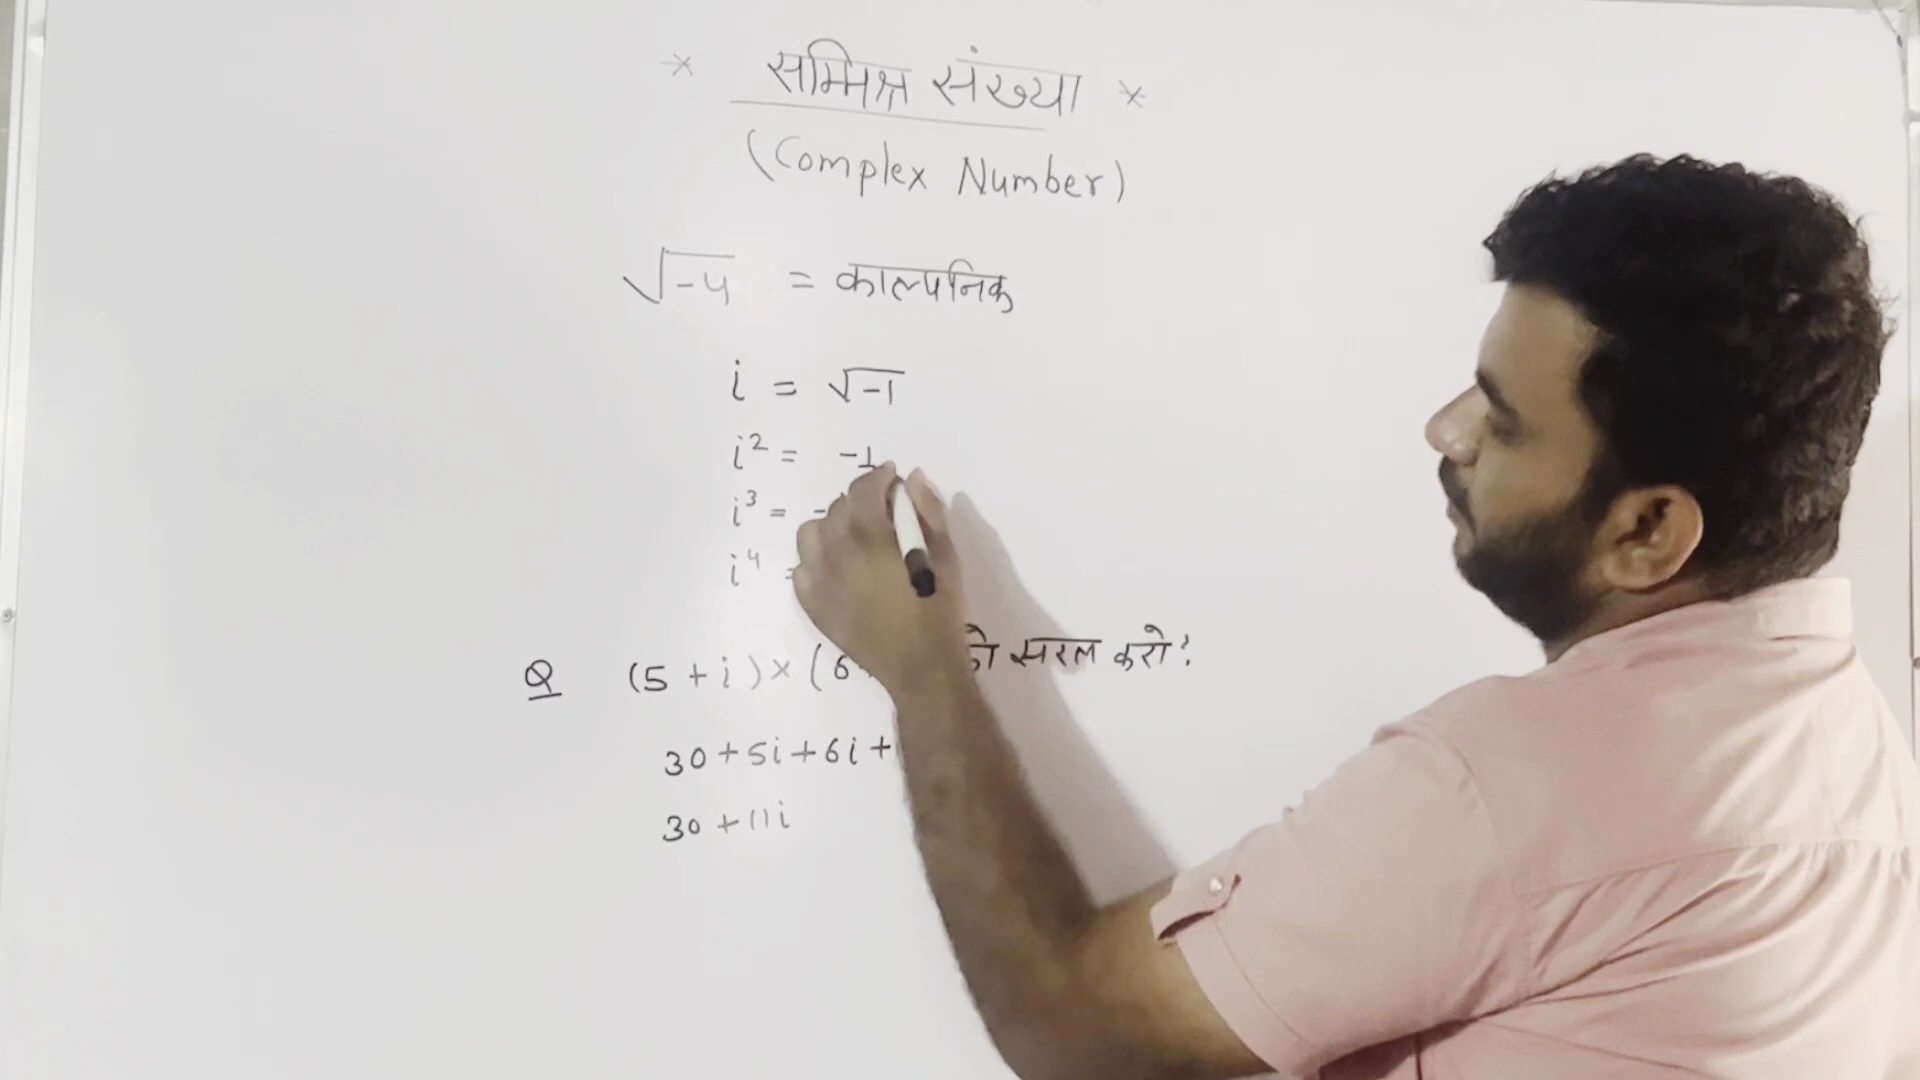 * सम्मिश्र संख्या *
(Complex Number)
√-4 = काल्पनिक
i = √-1
i² = -1
i³ = -
i⁴ =
Q (5 + i) × (6 को सरल करो?
30 + 5i + 6i +
30 + 11i